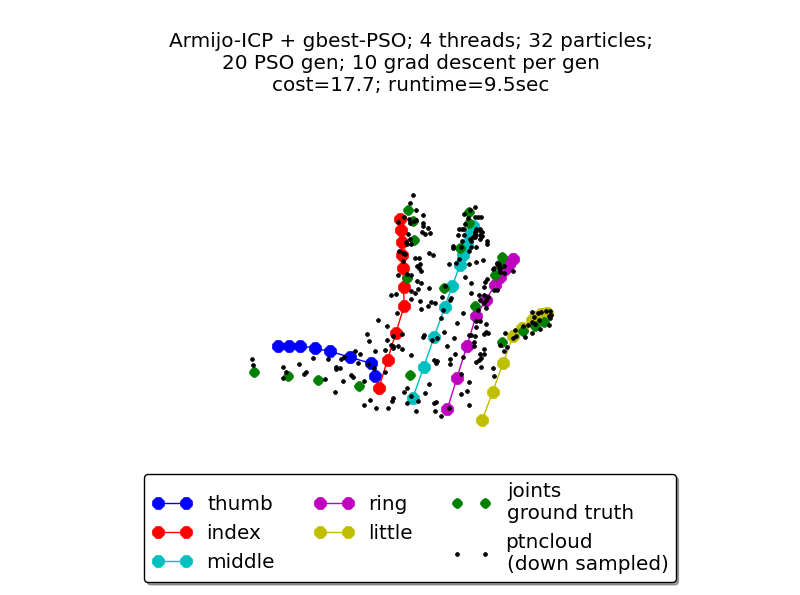 Armijo-ICP + gbest-PSO; 4 threads; 32 particles;
20 PSO gen; 10 grad descent per gen
cost=17.7; runtime=9.5sec
thumb
index
middle
ring
little
joints
ground truth
ptncloud
(down sampled)